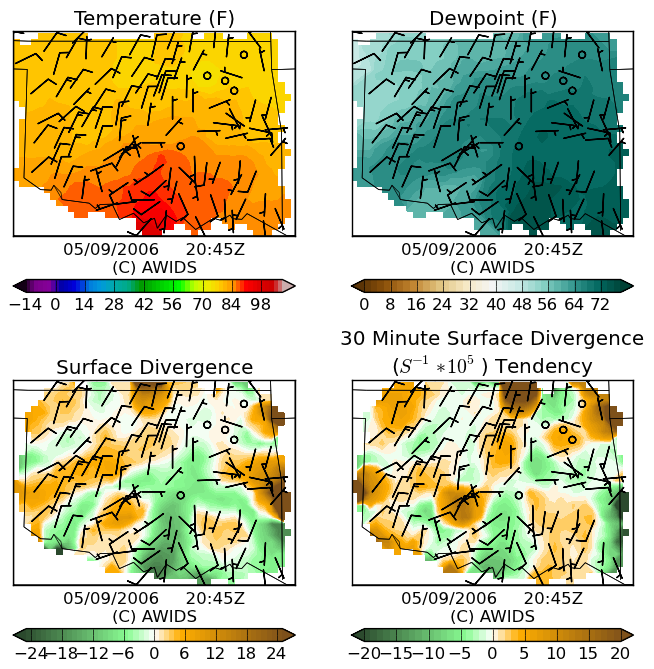 Temperature (F)
Dewpoint (F)
05/09/2006 20:45Z
(C) AWIDS
05/09/2006 20:45Z
(C) AWIDS
−14 0 14 28 42 56 70 84 98
0 8 16 24 32 40 48 56 64 72
Surface Divergence
30 Minute Surface Divergence
(S⁻¹ *10⁵ ) Tendency
05/09/2006 20:45Z
(C) AWIDS
05/09/2006 20:45Z
(C) AWIDS
−24 −18 −12 −6 0 6 12 18 24
−20 −15 −10 −5 0 5 10 15 20